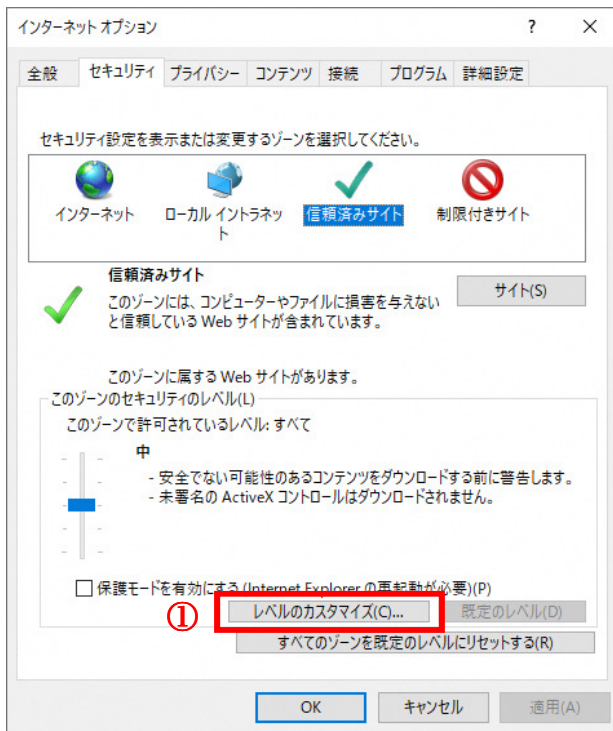 インターネット オプション
? ×
全般 セキュリティ プライバシー コンテンツ 接続 プログラム 詳細設定
セキュリティ設定を表示または変更するゾーンを選択してください。
インターネット ローカル イントラネッ 信頼済みサイト 制限付きサイト
ト
信頼済みサイト
サイト(S)
このゾーンには、コンピューターやファイルに損害を与えない
と信頼している Web サイトが含まれています。
このゾーンに属する Web サイトがあります。
このゾーンのセキュリティのレベル(L)
このゾーンで許可されているレベル: すべて
中
- 安全でない可能性のあるコンテンツをダウンロードする前に警告します。
- 未署名の ActiveX コントロールはダウンロードされません。
保護モードを有効にする (Internet Explorer の再起動が必要)(P)
① レベルのカスタマイズ(C)... 既定のレベル(D)
すべてのゾーンを既定のレベルにリセットする(R)
OK キャンセル 適用(A)